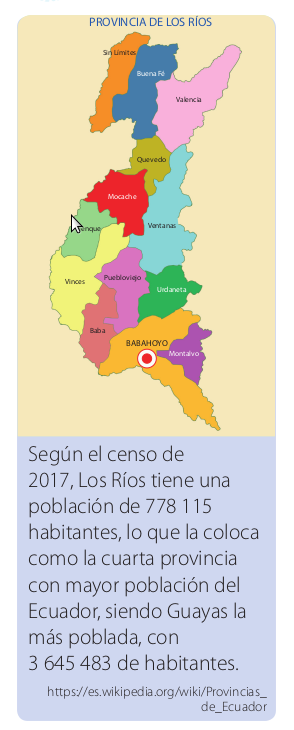 PROVINCIA DE LOS RÍOS
Sin Límites
Buena Fé
Valencia
Quevedo
Mocache
Ventanas
enque
Puebloviejo
Vinces
Urdaneta
Baba
BABAHOYO
Montalvo
Según el censo de
2017, Los Ríos tiene una
población de 778 115
habitantes, lo que la coloca
como la cuarta provincia
con mayor población del
Ecuador, siendo Guayas la
más poblada, con
3 645 483 de habitantes.
https://es.wikipedia.org/wiki/Provincias_
de_Ecuador